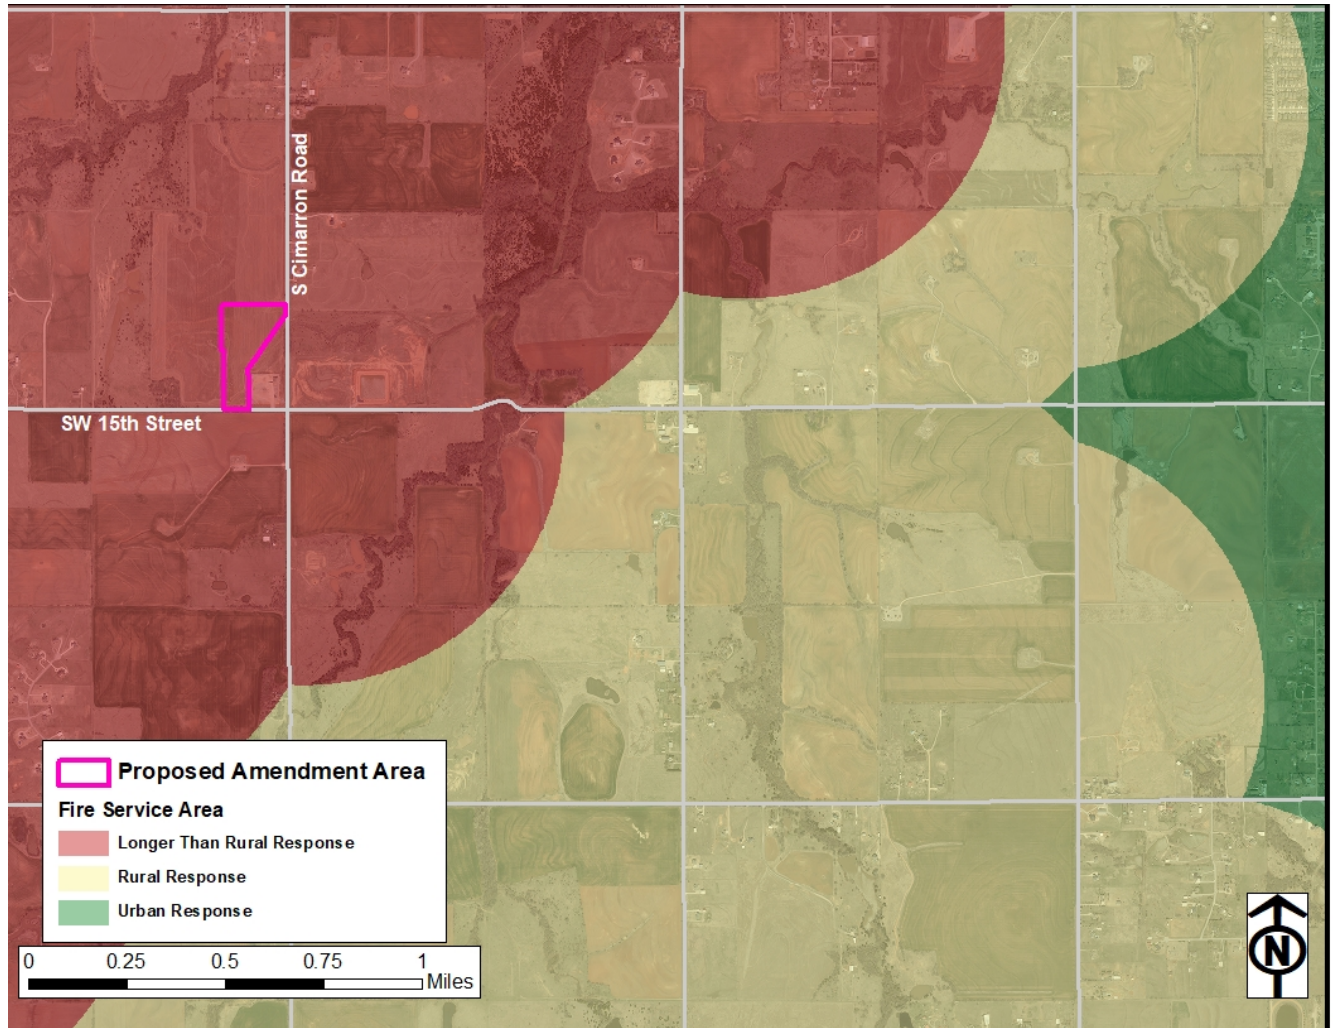 S Cimarron Road
SW 15th Street
Proposed Amendment Area
Fire Service Area
Longer Than Rural Response
Rural Response
Urban Response
0 0.25 0.5 0.75 1
Miles
N